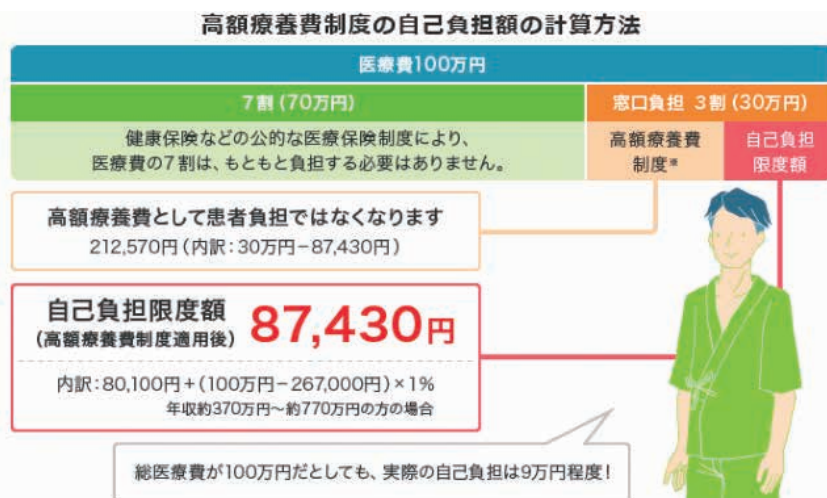 高額療養費制度の自己負担額の計算方法
医療費100万円
7割(70万円)
窓口負担 3割(30万円)
健康保険などの公的な医療保険制度により、
医療費の7割は、もともと負担する必要はありません。
高額療養費
制度※
自己負担
限度額
高額療養費として患者負担ではなくなります
212,570円(内訳:30万円−87,430円)
自己負担限度額
(高額療養費制度適用後)
87,430円
内訳:80,100円+(100万円−267,000円)×1%
年収約370万円〜約770万円の方の場合
総医療費が100万円だとしても、実際の自己負担は9万円程度!